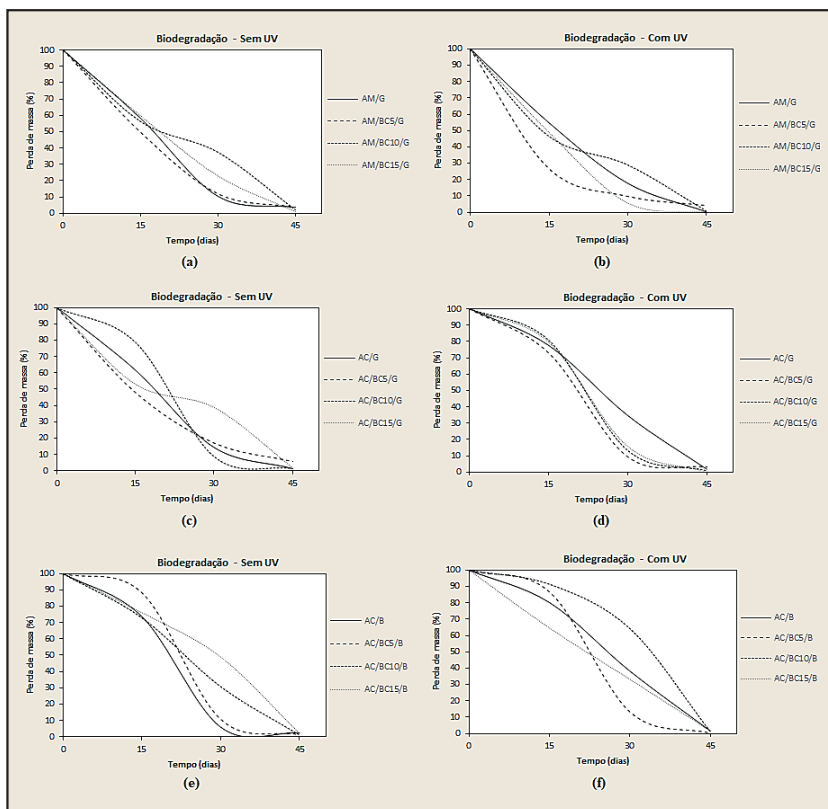 Biodegradação - Sem UV
Perda de massa (%)
100
90
80
70
60
50
40
30
20
10
0
0 15 30 45
Tempo (dias)
AM/G
AM/BC5/G
AM/BC10/G
AM/BC15/G
(a)
Biodegradação - Com UV
Perda de massa (%)
100
90
80
70
60
50
40
30
20
10
0
0 15 30 45
Tempo (dias)
AM/G
AM/BC5/G
AM/BC10/G
AM/BC15/G
(b)
Biodegradação - Sem UV
Perda de massa (%)
100
90
80
70
60
50
40
30
20
10
0
0 15 30 45
Tempo (dias)
AC/G
AC/BC5/G
AC/BC10/G
AC/BC15/G
(c)
Biodegradação - Com UV
Perda de massa (%)
100
90
80
70
60
50
40
30
20
10
0
0 15 30 45
Tempo (dias)
AC/G
AC/BC5/G
AC/BC10/G
AC/BC15/G
(d)
Biodegradação - Sem UV
Perda de massa (%)
100
90
80
70
60
50
40
30
20
10
0
0 15 30 45
Tempo (dias)
AC/B
AC/BC5/B
AC/BC10/B
AC/BC15/B
(e)
Biodegradação - Com UV
Perda de massa (%)
100
90
80
70
60
50
40
30
20
10
0
0 15 30 45
Tempo (dias)
AC/B
AC/BC5/B
AC/BC10/B
AC/BC15/B
(f)